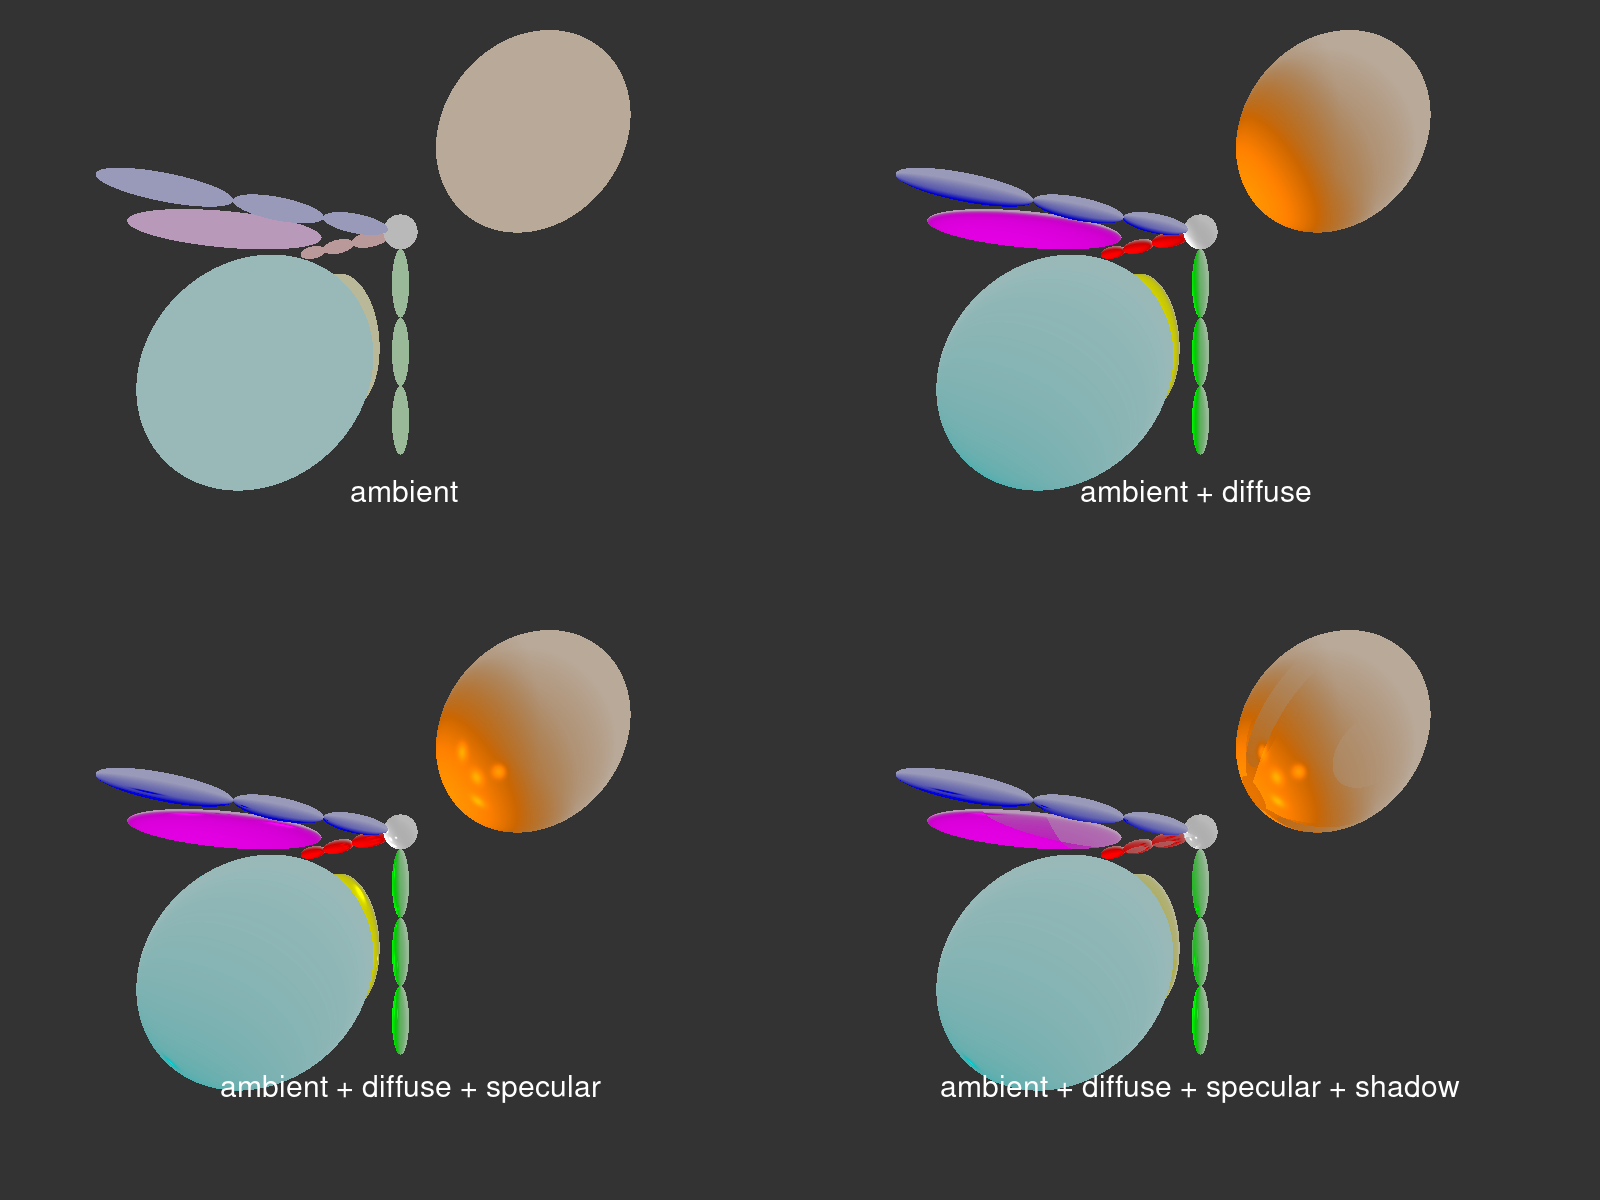 ambient
ambient + diffuse
ambient + diffuse + specular
ambient + diffuse + specular + shadow